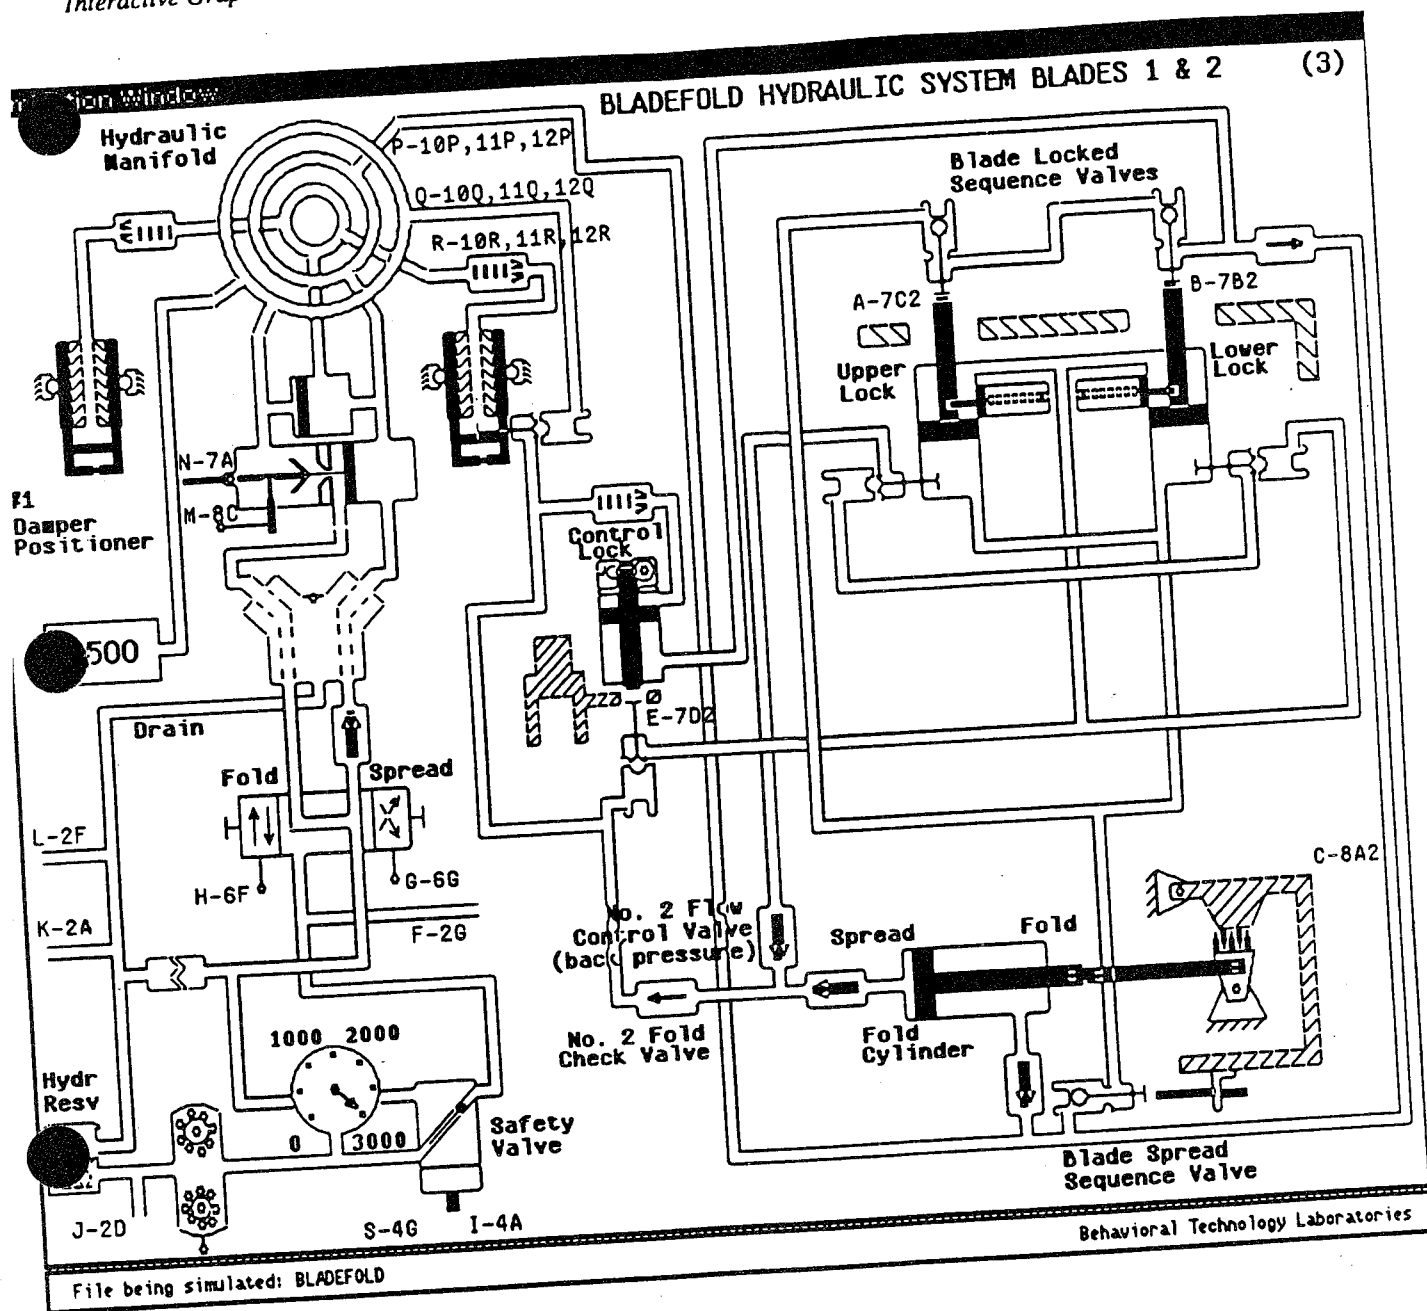 BLADEFOLD HYDRAULIC SYSTEM BLADES 1 & 2
(3)
Hydraulic
Manifold
P-10P,11P,12P
Q-10Q,11Q,12Q
R-10R,11R,12R
Blade Locked
Sequence Valves
A-7C2
B-7B2
Upper
Lock
Lower
Lock
N-7A
M-8C
#1
Damper
Positioner
Control
Lock
500
E-7D2
Drain
Fold
Spread
L-2F
H-6F
G-6G
K-2A
F-2G
No. 2 Flow
Control Valve
(back pressure)
Spread
Fold
C-8A2
No. 2 Fold
Check Valve
Fold
Cylinder
1000
2000
0
3000
Hydr
Resv
Safety
Valve
Blade Spread
Sequence Valve
J-2D
S-4G
I-4A
Behavioral Technology Laboratories
File being simulated: BLADEFOLD